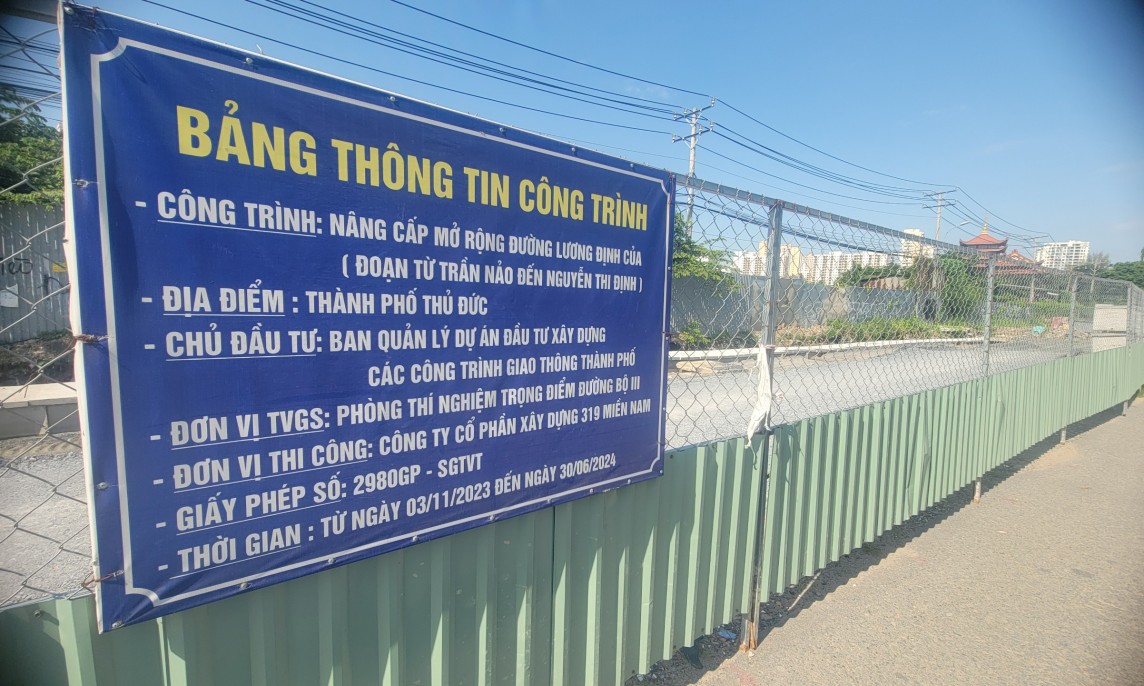 BẢNG THÔNG TIN CÔNG TRÌNH
- CÔNG TRÌNH: NÂNG CẤP MỞ RỘNG ĐƯỜNG LƯƠNG ĐỊNH CỦA
( ĐOẠN TỪ TRẦN NÃO ĐẾN NGUYỄN THỊ ĐỊNH )
- ĐỊA ĐIỂM : THÀNH PHỐ THỦ ĐỨC
- CHỦ ĐẦU TƯ: BAN QUẢN LÝ DỰ ÁN ĐẦU TƯ XÂY DỰNG
CÁC CÔNG TRÌNH GIAO THÔNG THÀNH PHỐ
- ĐƠN VỊ TVGS: PHÒNG THÍ NGHIỆM TRỌNG ĐIỂM ĐƯỜNG BỘ III
- ĐƠN VỊ THI CÔNG: CÔNG TY CỔ PHẦN XÂY DỰNG 319 MIỀN NAM
- GIẤY PHÉP SỐ: 2980GP - SGTVT
- THỜI GIAN : TỪ NGÀY 03/11/2023 ĐẾN NGÀY 30/06/2024